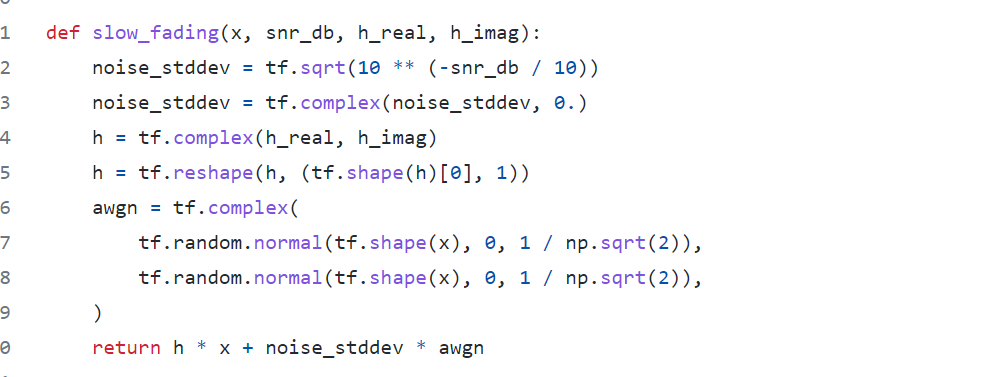 1 def slow_fading(x, snr_db, h_real, h_imag):
2     noise_stddev = tf.sqrt(10 ** (-snr_db / 10))
3     noise_stddev = tf.complex(noise_stddev, 0.)
4     h = tf.complex(h_real, h_imag)
5     h = tf.reshape(h, (tf.shape(h)[0], 1))
6     awgn = tf.complex(
7         tf.random.normal(tf.shape(x), 0, 1 / np.sqrt(2)),
8         tf.random.normal(tf.shape(x), 0, 1 / np.sqrt(2)),
9     )
0     return h * x + noise_stddev * awgn